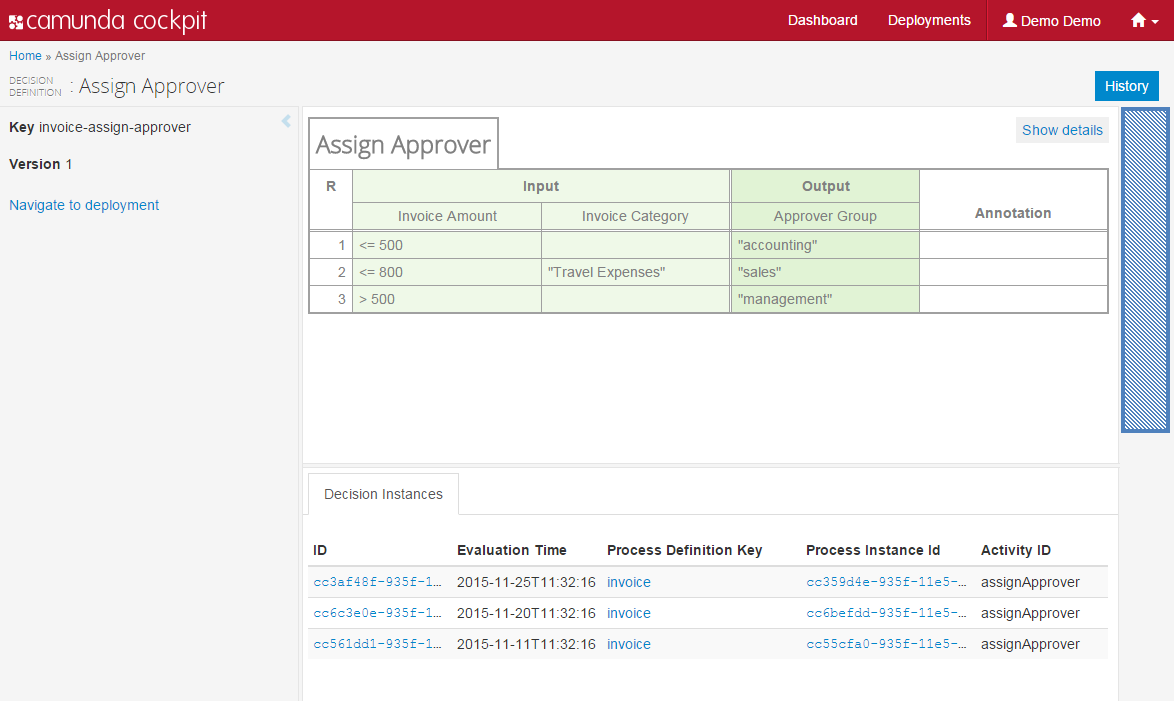 camunda cockpit Dashboard Deployments Demo Demo
Home » Assign Approver
DECISION DEFINITION : Assign Approver
History
Key invoice-assign-approver
Version 1
Navigate to deployment
Assign Approver
Show details
R Input Output Annotation
Invoice Amount Invoice Category Approver Group
1 <= 500 "accounting"
2 <= 800 "Travel Expenses" "sales"
3 > 500 "management"
Decision Instances
ID Evaluation Time Process Definition Key Process Instance Id Activity ID
cc3af48f-935f-1... 2015-11-25T11:32:16 invoice cc359d4e-935f-11e5-... assignApprover
cc6c3e0e-935f-1... 2015-11-20T11:32:16 invoice cc6befdd-935f-11e5-... assignApprover
cc561dd1-935f-1... 2015-11-11T11:32:16 invoice cc55cfa0-935f-11e5-... assignApprover